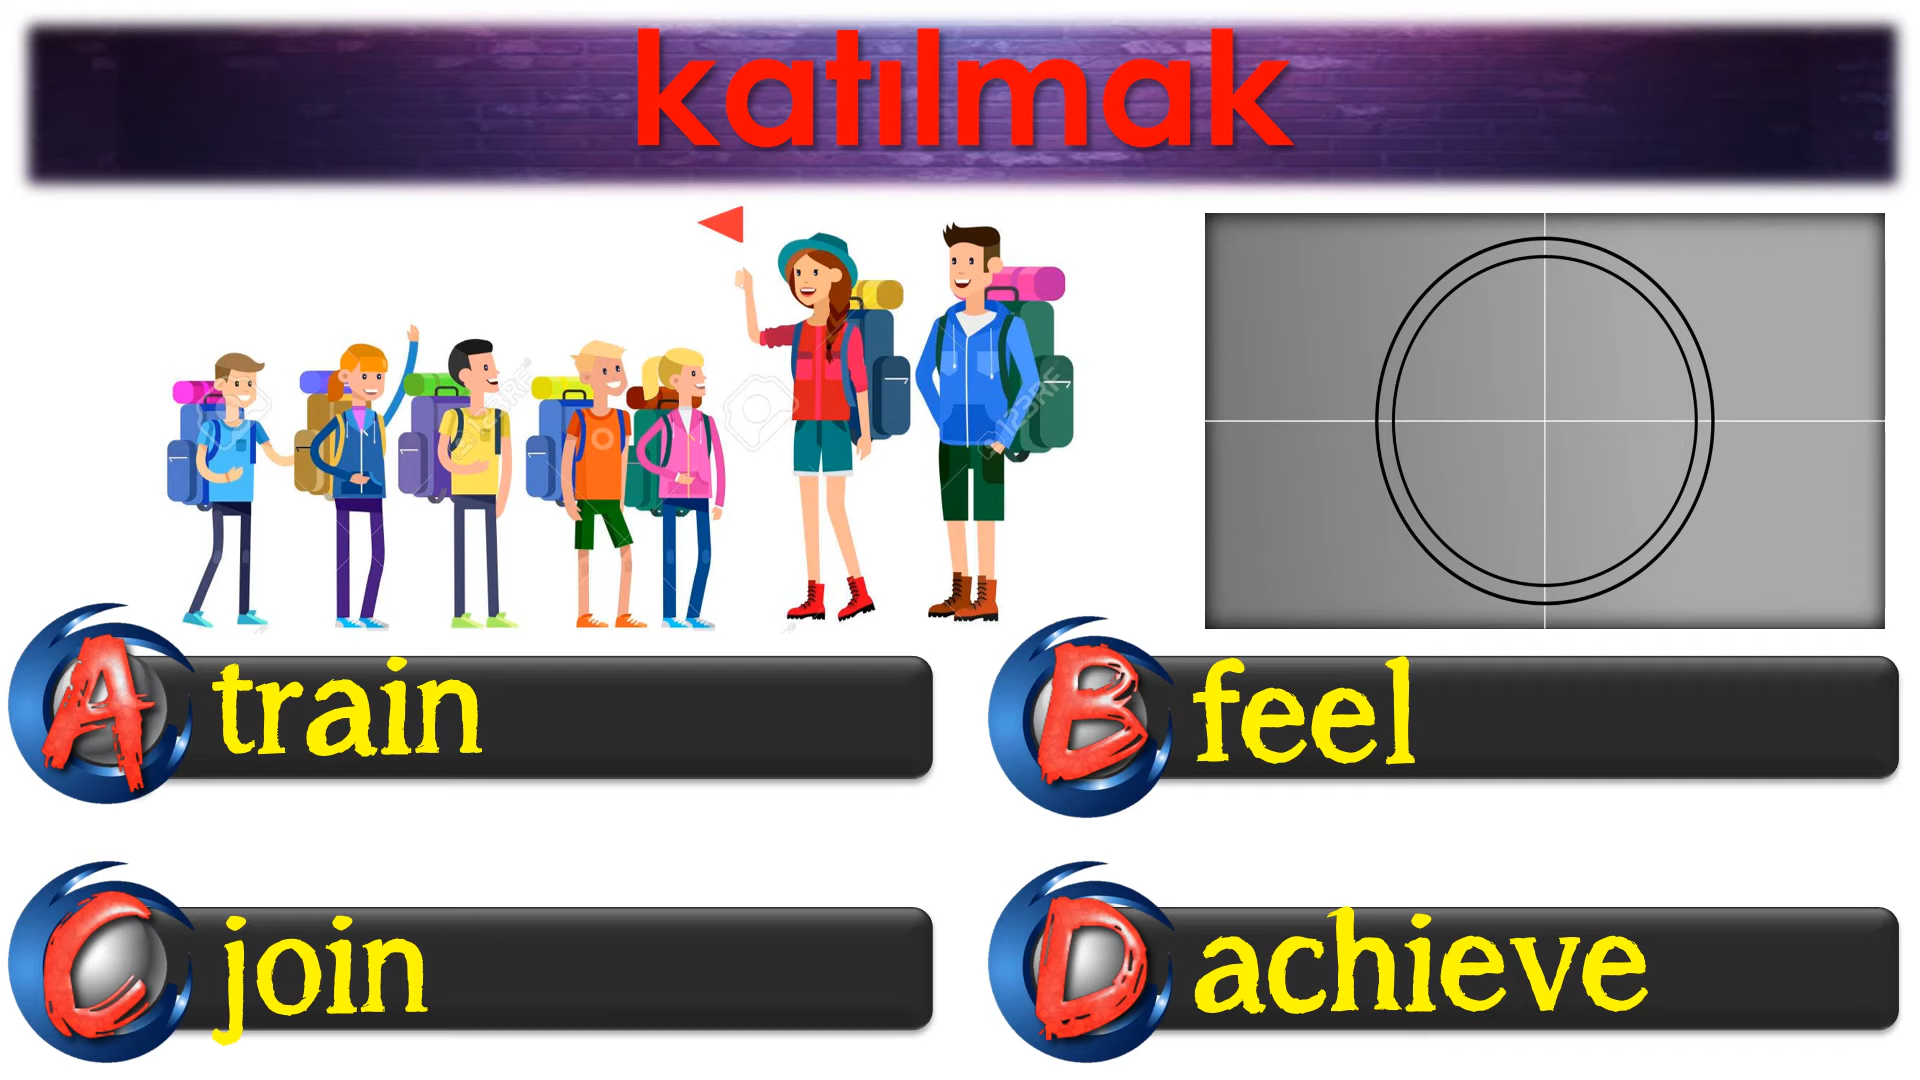 katılmak
A train
B feel
C join
D achieve